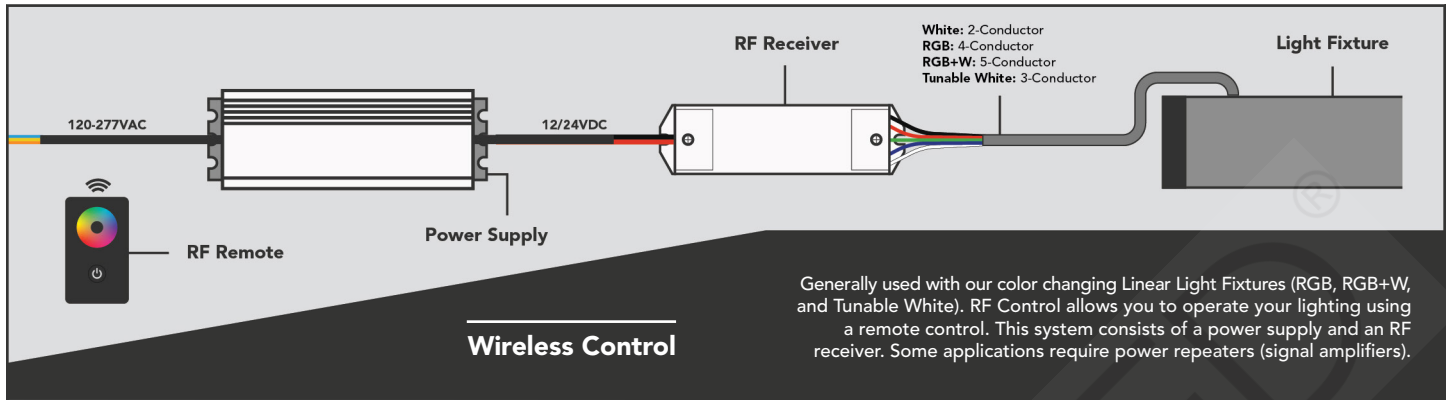 White: 2-Conductor
RGB: 4-Conductor
RGB+W: 5-Conductor
Tunable White: 3-Conductor
RF Receiver
Light Fixture
120-277VAC
12/24VDC
Power Supply
RF Remote
Wireless Control
Generally used with our color changing Linear Light Fixtures (RGB, RGB+W,
and Tunable White). RF Control allows you to operate your lighting using
a remote control. This system consists of a power supply and an RF
receiver. Some applications require power repeaters (signal amplifiers).
®